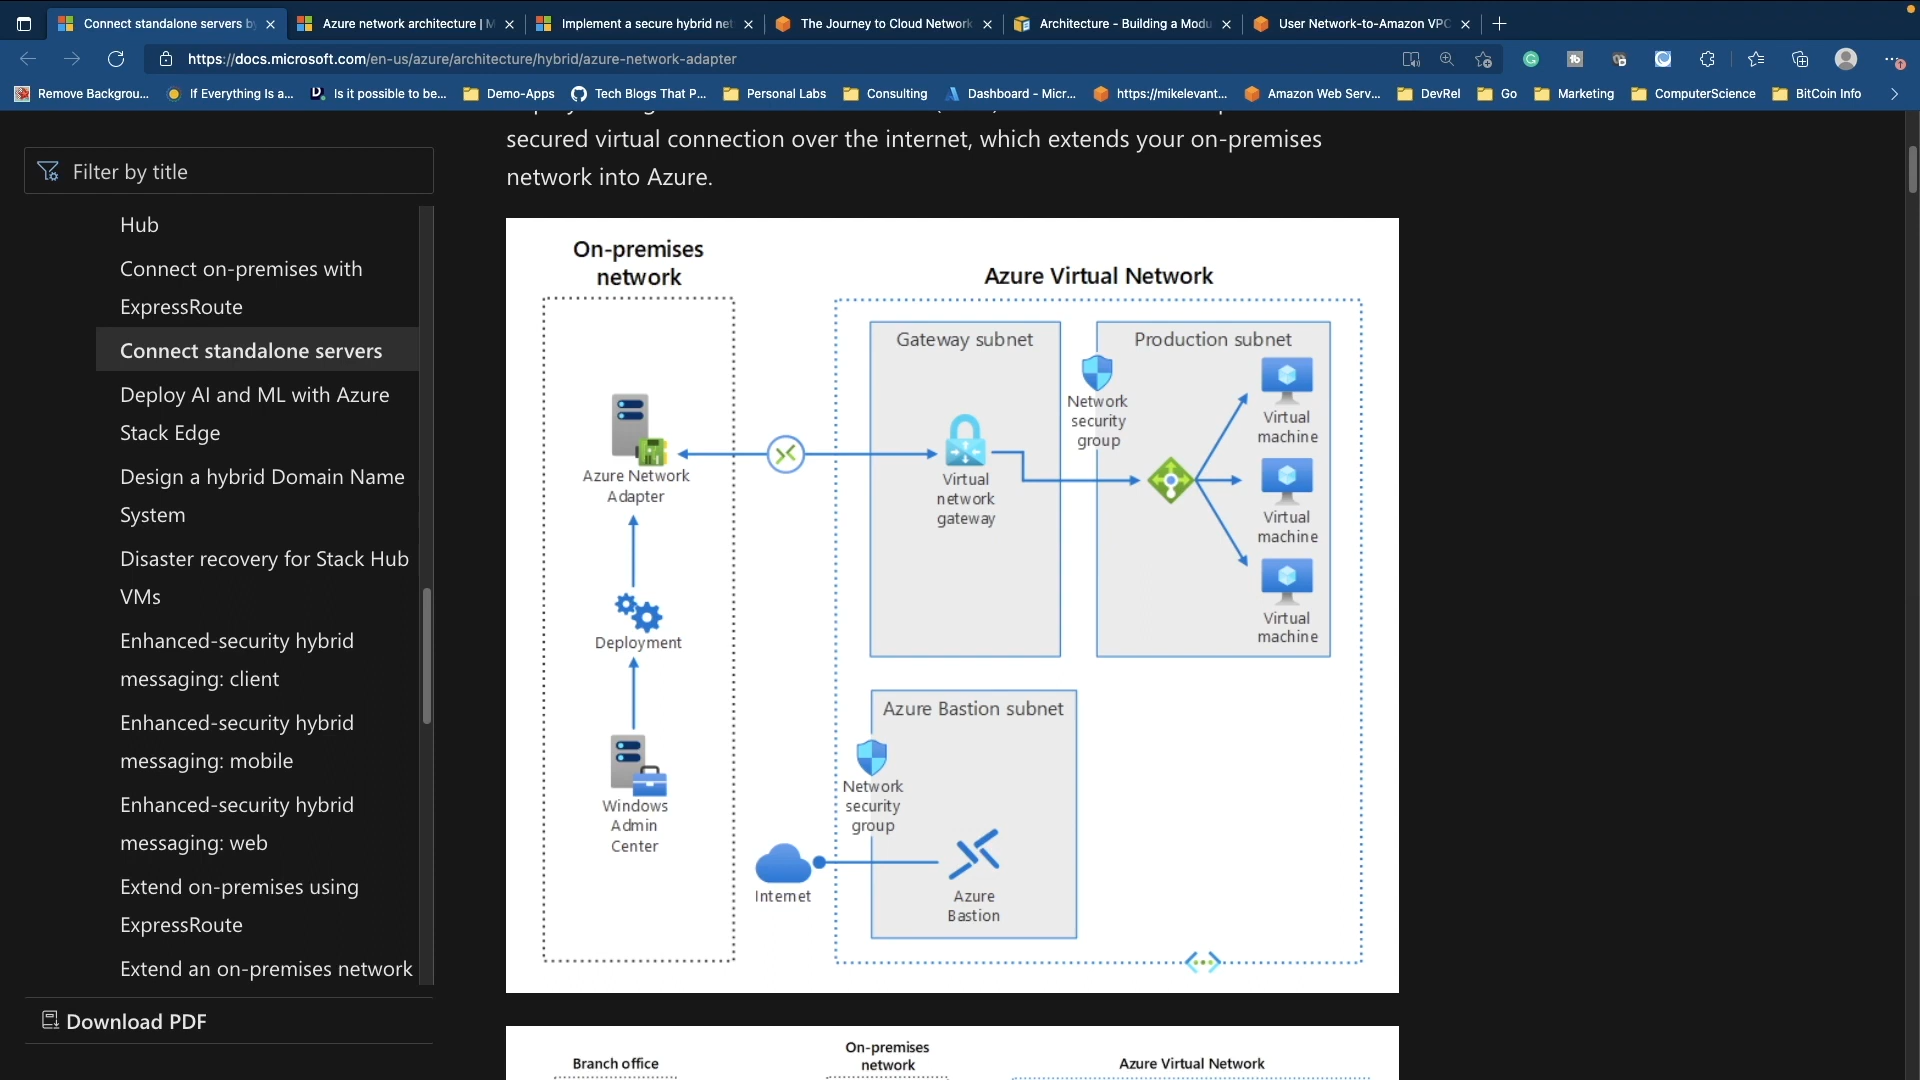 Connect standalone servers by
Azure network architecture | M
Implement a secure hybrid net
The Journey to Cloud Network
Architecture - Building a Modu
User Network-to-Amazon VPC
https://docs.microsoft.com/en-us/azure/architecture/hybrid/azure-network-adapter
Remove Backgrou...
If Everything Is a...
Is it possible to be...
Demo-Apps
Tech Blogs That P...
Personal Labs
Consulting
Dashboard - Micr...
https://mikelevant...
Amazon Web Serv...
DevRel
Go
Marketing
ComputerScience
BitCoin Info
Filter by title
Hub
Connect on-premises with
ExpressRoute
Connect standalone servers
Deploy AI and ML with Azure
Stack Edge
Design a hybrid Domain Name
System
Disaster recovery for Stack Hub
VMs
Enhanced-security hybrid
messaging: client
Enhanced-security hybrid
messaging: mobile
Enhanced-security hybrid
messaging: web
Extend on-premises using
ExpressRoute
Extend an on-premises network
Download PDF
secured virtual connection over the internet, which extends your on-premises
network into Azure.
On-premises
network
Azure Virtual Network
Gateway subnet
Production subnet
Network
security
group
Virtual
machine
Azure Network
Adapter
Virtual
network
gateway
Virtual
machine
Virtual
machine
Deployment
Azure Bastion subnet
Network
security
group
Windows
Admin
Center
Internet
Azure
Bastion
Branch office
On-premises
network
Azure Virtual Network